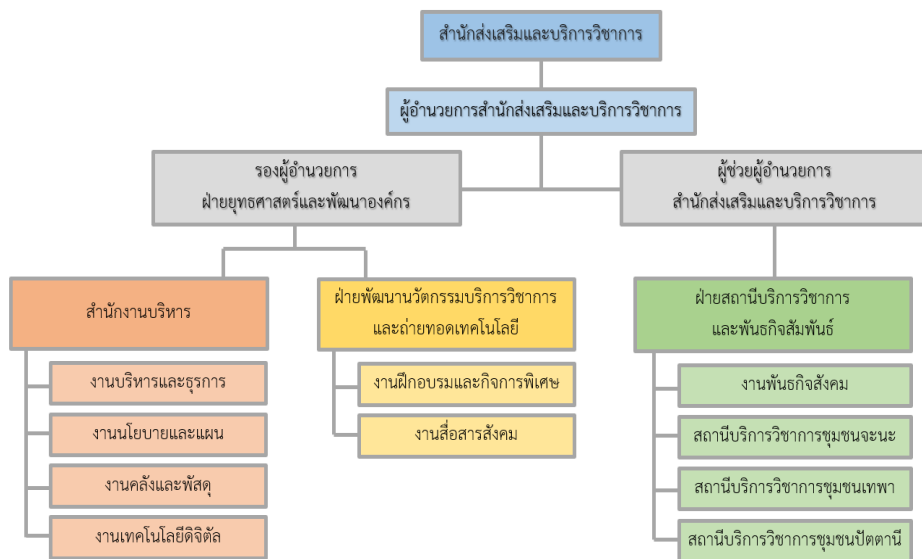 สำนักส่งเสริมและบริการวิชาการ
ผู้อำนวยการสำนักส่งเสริมและบริการวิชาการ
รองผู้อำนวยการ
ฝ่ายยุทธศาสตร์และพัฒนาองค์กร
ผู้ช่วยผู้อำนวยการ
สำนักส่งเสริมและบริการวิชาการ
สำนักงานบริหาร
งานบริหารและธุรการ
งานนโยบายและแผน
งานคลังและพัสดุ
งานเทคโนโลยีดิจิตัล
ฝ่ายพัฒนานวัตกรรมบริการวิชาการ
และถ่ายทอดเทคโนโลยี
งานฝึกอบรมและกิจการพิเศษ
งานสื่อสารสังคม
ฝ่ายสถานีบริการวิชาการ
และพันธกิจสัมพันธ์
งานพันธกิจสังคม
สถานีบริการวิชาการชุมชนจะนะ
สถานีบริการวิชาการชุมชนเทพา
สถานีบริการวิชาการชุมชนปัตตานี